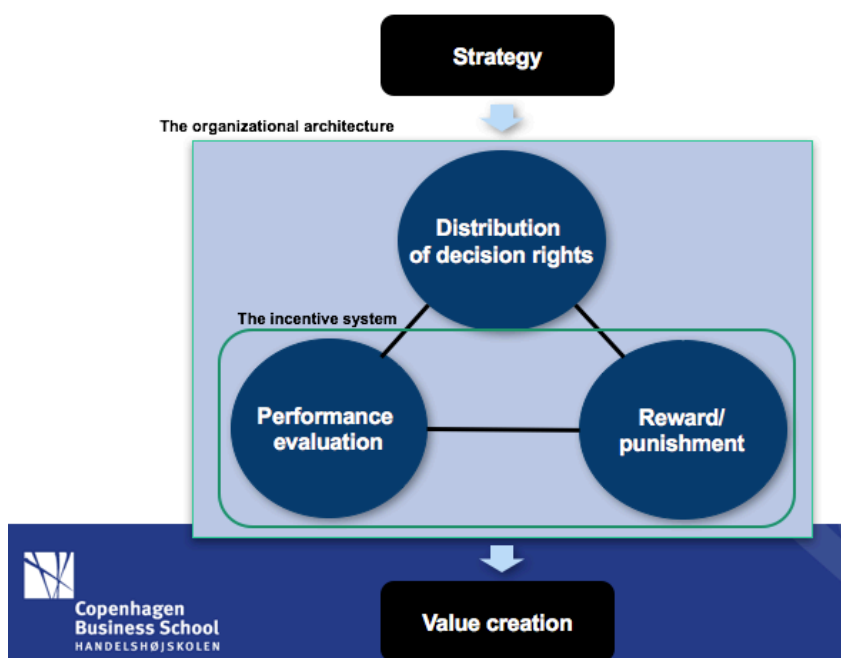 Strategy
The organizational architecture
Distribution
of decision rights
The incentive system
Performance
evaluation
Reward/
punishment
Copenhagen
Business School
HANDELSHØJSKOLEN
Value creation